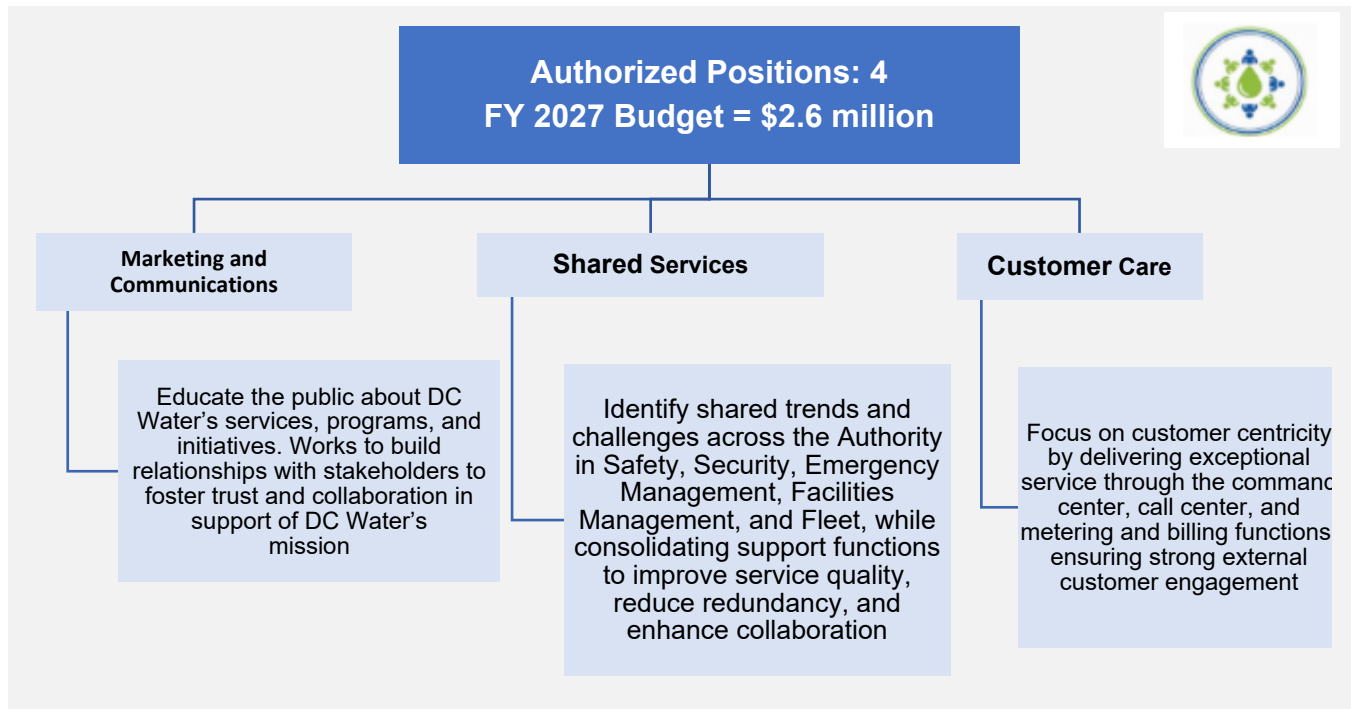 Authorized Positions: 4
FY 2027 Budget = $2.6 million
Marketing and
Communications
Educate the public about DC
Water’s services, programs, and
initiatives. Works to build
relationships with stakeholders to
foster trust and collaboration in
support of DC Water’s
mission
Shared Services
Identify shared trends and
challenges across the Authority
in Safety, Security, Emergency
Management, Facilities
Management, and Fleet, while
consolidating support functions
to improve service quality,
reduce redundancy, and
enhance collaboration
Customer Care
Focus on customer centricity
by delivering exceptional
service through the command
center, call center, and
metering and billing functions
ensuring strong external
customer engagement